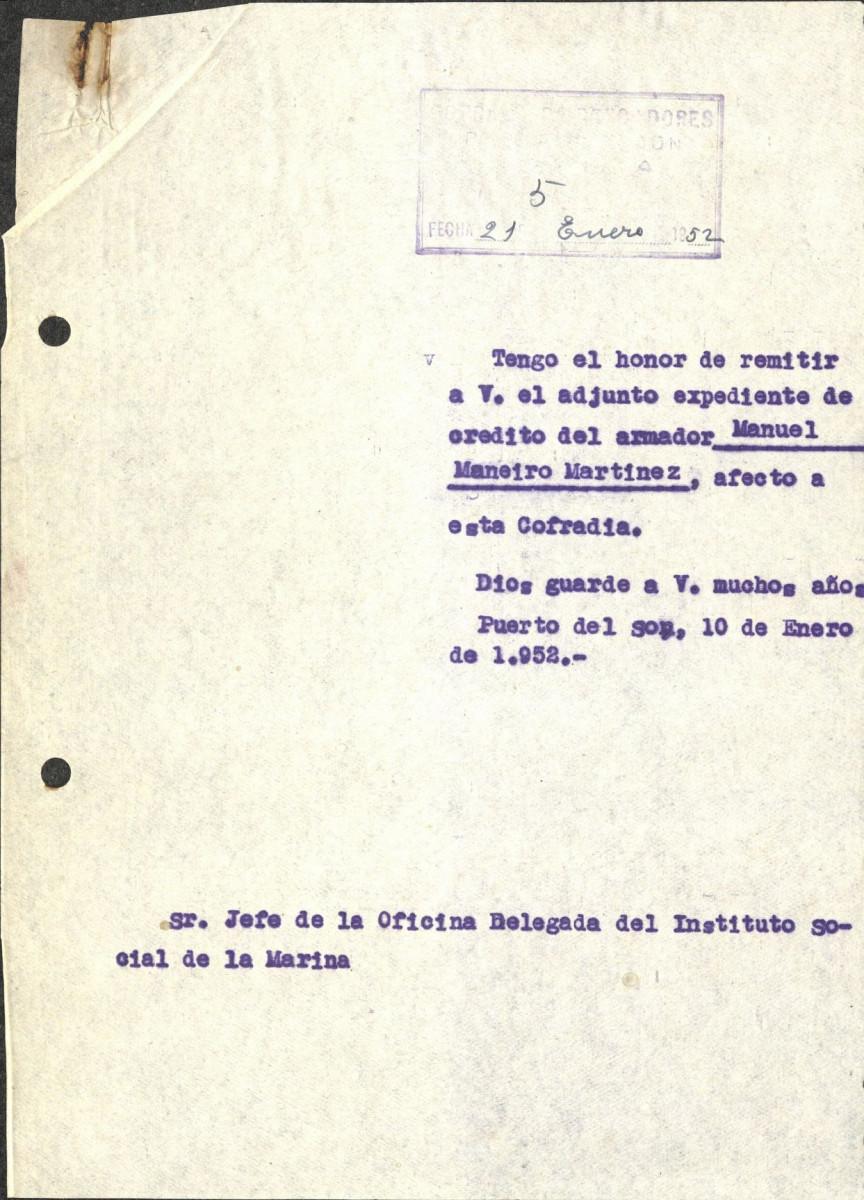 DORES
5
FECHA 21 Enero 1952
v Tengo el honor de remitir
a V. el adjunto expediente de
credito del armador Manuel
Maneiro Martinez, afecto a
esta Cofradia.
Dios guarde a V. muchos años
Puerto del son, 10 de Enero
de 1.952.-
sr. Jefe de la Oficina Delegada del Instituto so-
cial de la Marina